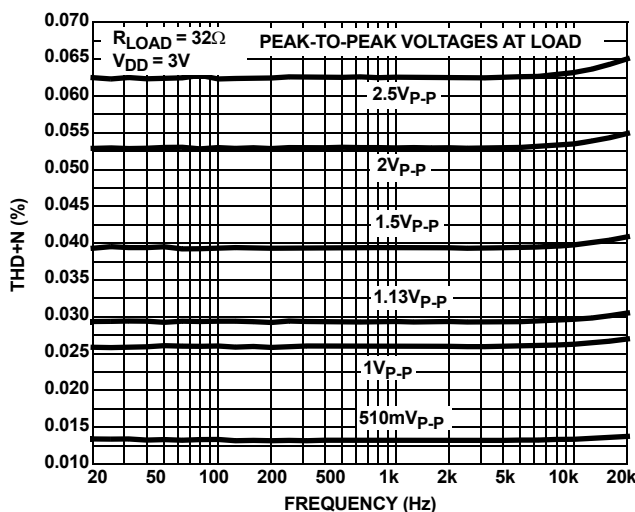 R_LOAD = 32Ω
V_DD = 3V
PEAK-TO-PEAK VOLTAGES AT LOAD
0.070
0.063
0.060
0.055
0.050
0.045
0.040
0.035
0.030
0.025
0.020
0.015
0.010
THD+N (%)
2.5V_P-P
2V_P-P
1.5V_P-P
1.13V_P-P
1V_P-P
510mV_P-P
20 50 100 200 500 1k 2k 5k 10k 20k
FREQUENCY (Hz)